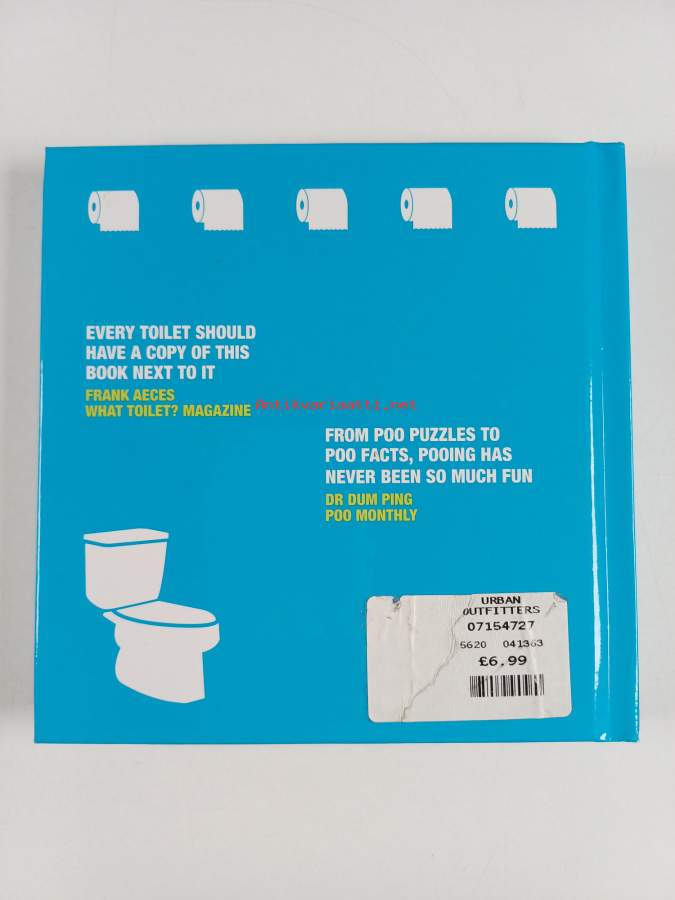 EVERY TOILET SHOULD
HAVE A COPY OF THIS
BOOK NEXT TO IT
FRANK AECES
WHAT TOILET? MAGAZINE
Antikvariaatti.net
FROM POO PUZZLES TO
POO FACTS, POOING HAS
NEVER BEEN SO MUCH FUN
DR DUM PING
POO MONTHLY
URBAN
OUTFITTERS
07154727
5620 041363
£6.99